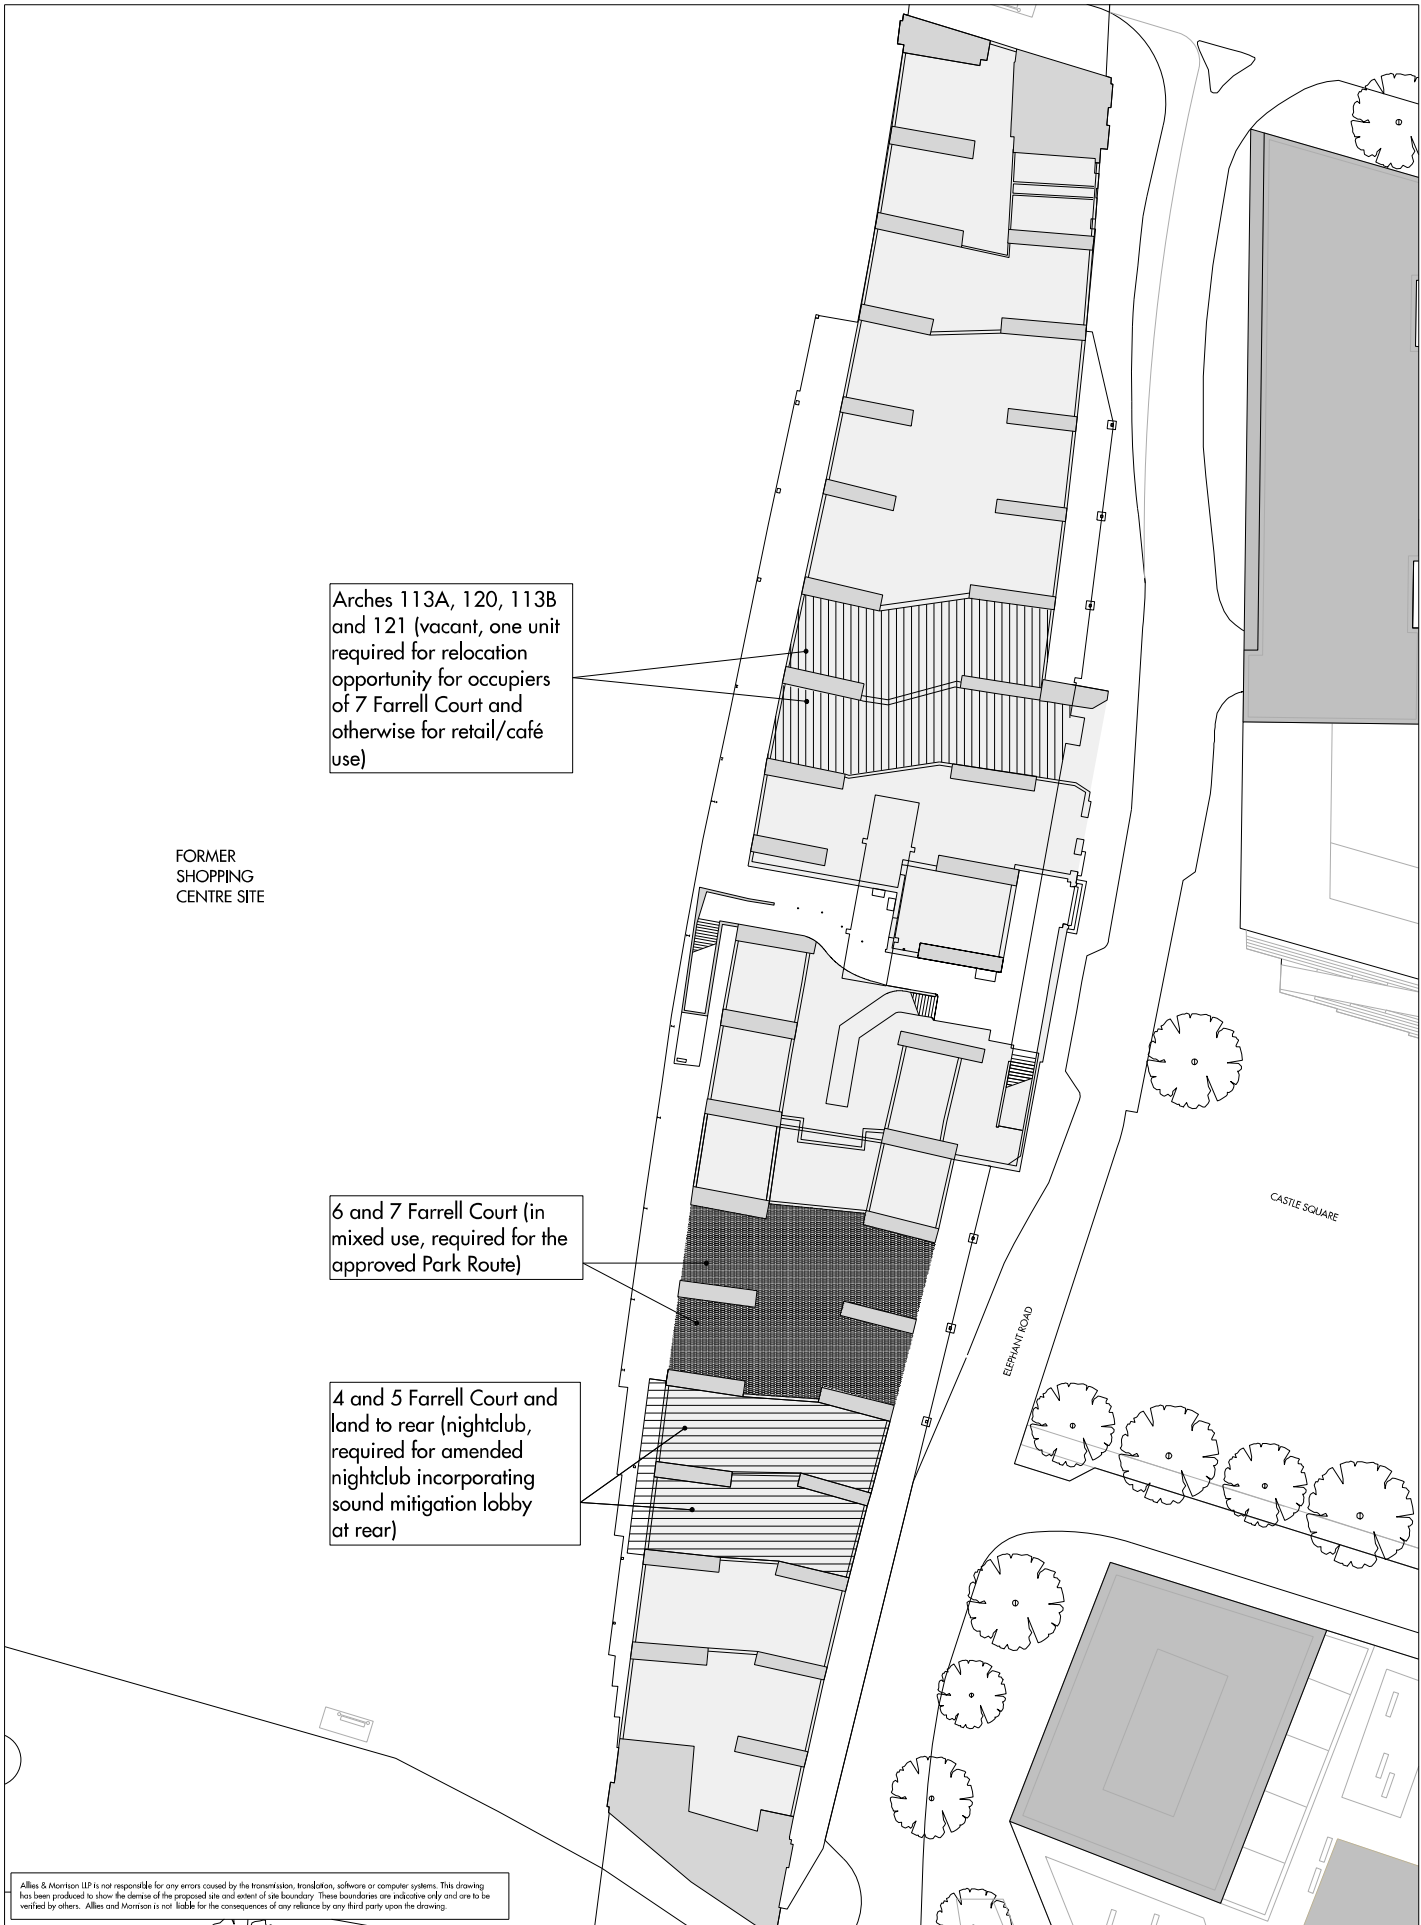 Arches 113A, 120, 113B
and 121 (vacant, one unit
required for relocation
opportunity for occupiers
of 7 Farrell Court and
otherwise for retail/café
use)
FORMER
SHOPPING
CENTRE SITE
6 and 7 Farrell Court (in
mixed use, required for the
approved Park Route)
CASTLE SQUARE
ELEPHANT ROAD
4 and 5 Farrell Court and
land to rear (nightclub,
required for amended
nightclub incorporating
sound mitigation lobby
at rear)
Allies & Morrison LLP is not responsible for any errors caused by the transmission, translation, software or computer systems. This drawing
has been produced to show the demise of the proposed site and extent of site boundary These boundaries are indicative only and are to be
verified by others. Allies and Morrison is not liable for the consequences of any reliance by any third party upon the drawing.